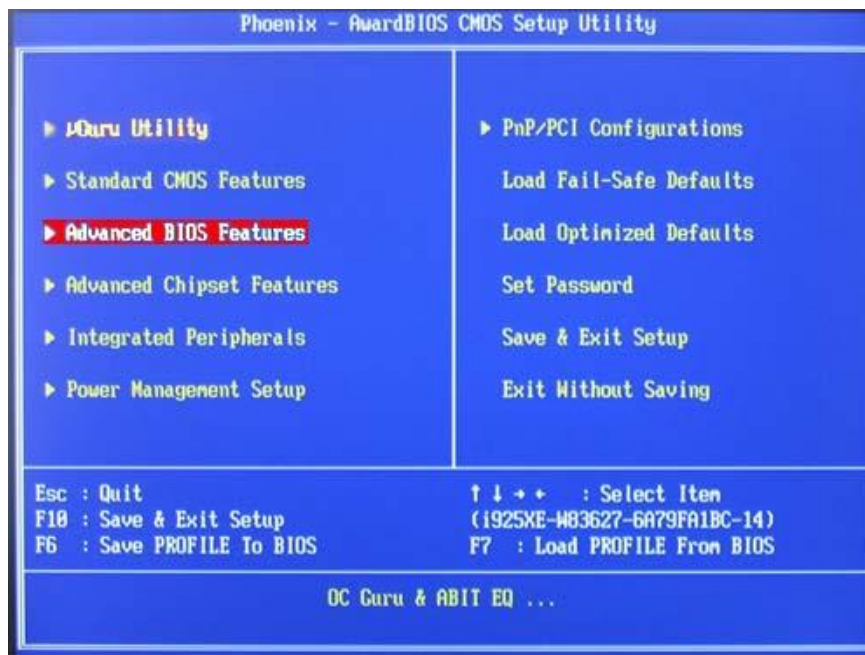 Phoenix - AwardBIOS CMOS Setup Utility
▶ μGuru Utility
▶ Standard CMOS Features
▶ Advanced BIOS Features
▶ Advanced Chipset Features
▶ Integrated Peripherals
▶ Power Management Setup
▶ PnP/PCI Configurations
Load Fail-Safe Defaults
Load Optimized Defaults
Set Password
Save & Exit Setup
Exit Without Saving
Esc : Quit
F10 : Save & Exit Setup
F6 : Save PROFILE To BIOS
↑ ↓ → ← : Select Item
(i925XE-W83627-6A79FA1BC-14)
F7 : Load PROFILE From BIOS
OC Guru & ABIT EQ ...